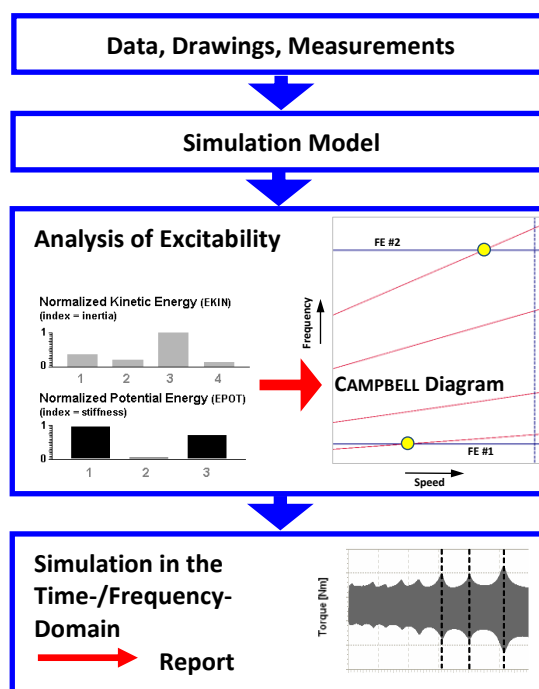 Data, Drawings, Measurements
Simulation Model
Analysis of Excitability
Normalized Kinetic Energy (EKIN)
(index = inertia)
1
0
1 2 3 4
Normalized Potential Energy (EPOT)
(index = stiffness)
1
0
1 2 3
FE #2
Frequency
CAMPBELL Diagram
FE #1
Speed
Simulation in the
Time-/Frequency-
Domain
Report
Torque [Nm]